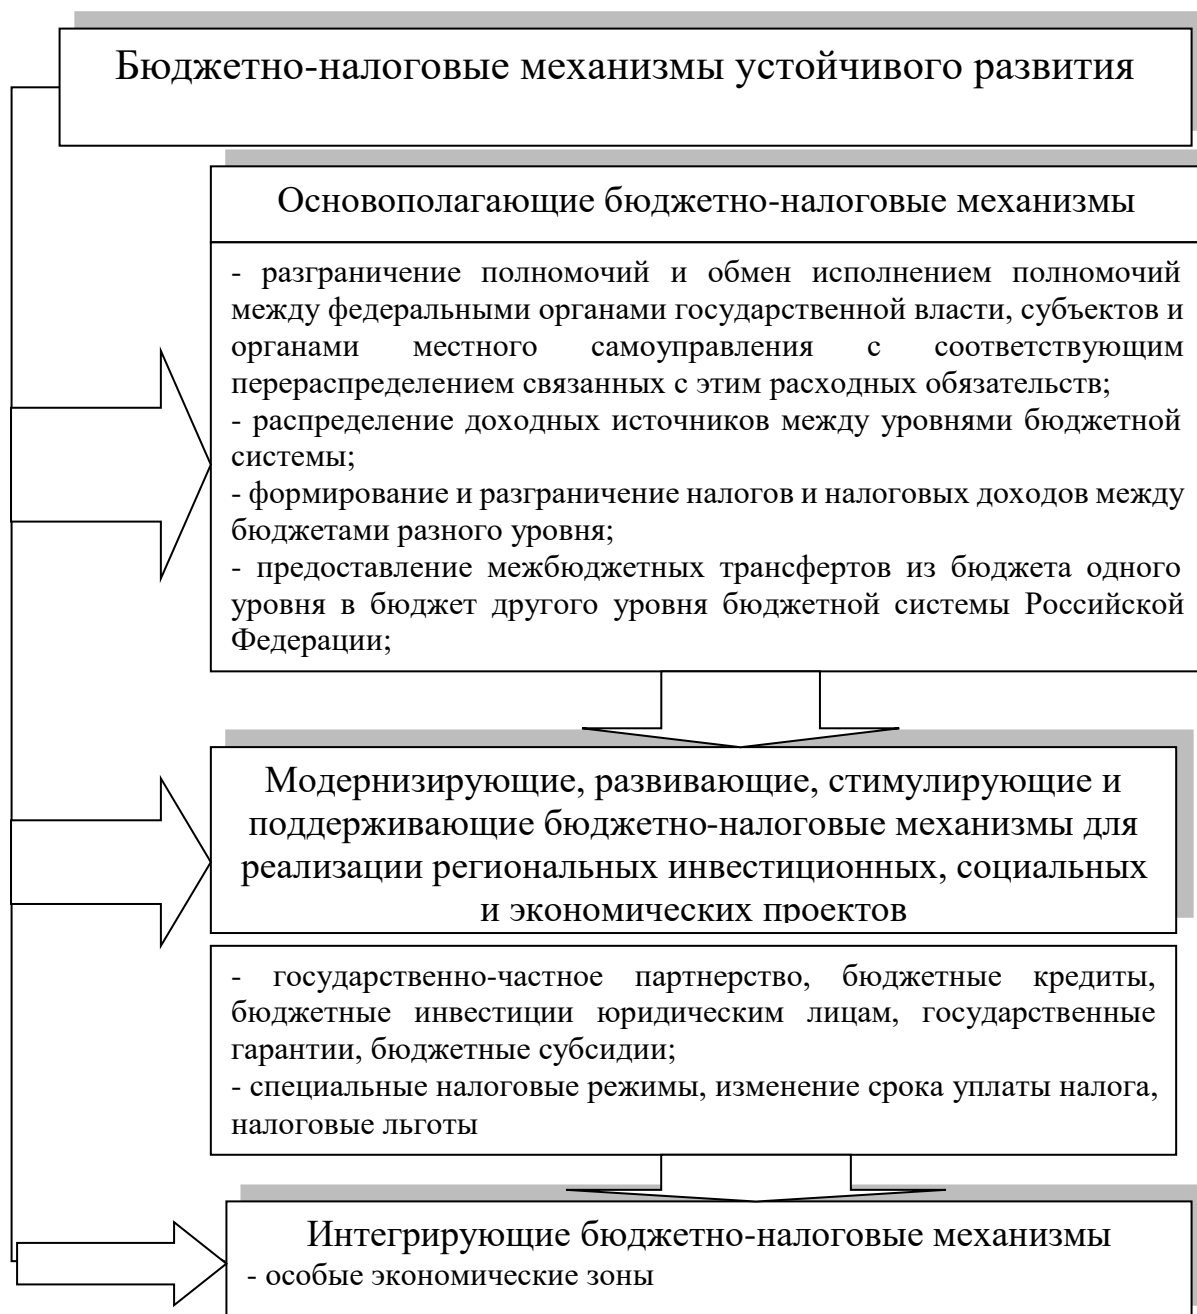 Бюджетно-налоговые механизмы устойчивого развития
Основополагающие бюджетно-налоговые механизмы
- разграничение полномочий и обмен исполнением полномочий
между федеральными органами государственной власти, субъектов и
органами местного самоуправления с соответствующим
перераспределением связанных с этим расходных обязательств;
- распределение доходных источников между уровнями бюджетной
системы;
- формирование и разграничение налогов и налоговых доходов между
бюджетами разного уровня;
- предоставление межбюджетных трансфертов из бюджета одного
уровня в бюджет другого уровня бюджетной системы Российской
Федерации;
Модернизирующие, развивающие, стимулирующие и
поддерживающие бюджетно-налоговые механизмы для
реализации региональных инвестиционных, социальных
и экономических проектов
- государственно-частное партнерство, бюджетные кредиты,
бюджетные инвестиции юридическим лицам, государственные
гарантии, бюджетные субсидии;
- специальные налоговые режимы, изменение срока уплаты налога,
налоговые льготы
Интегрирующие бюджетно-налоговые механизмы
- особые экономические зоны